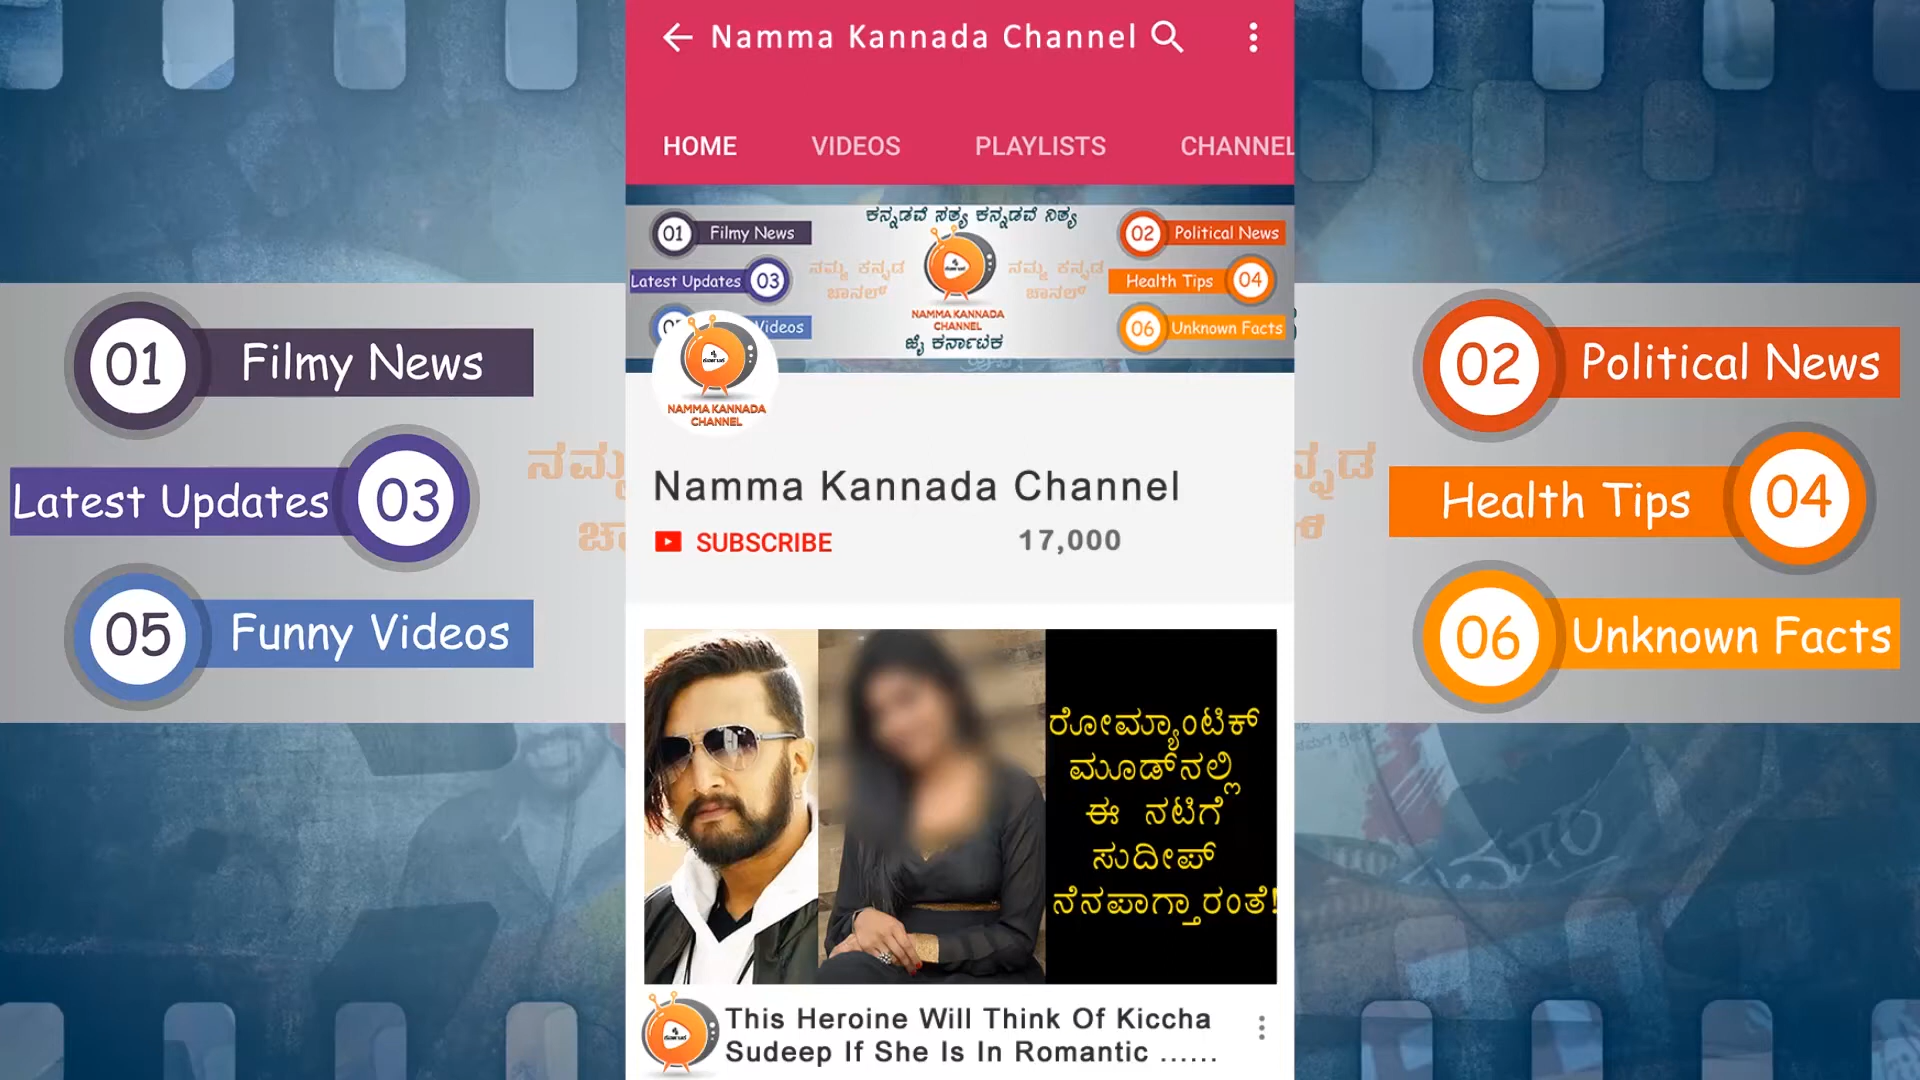 Namma Kannada Channel
HOME VIDEOS PLAYLISTS CHANNEL
ಕನ್ನಡವೆ ಸತ್ಯ ಕನ್ನಡವೆ ನಿತ್ಯ
01 Filmy News
02 Political News
Latest Updates 03
ನಮ್ಮ ಕನ್ನಡ
ಚಾನಲ್
ನಮ್ಮ ಕನ್ನಡ
ಚಾನಲ್
Health Tips 04
NAMMA KANNADA
CHANNEL
Videos
06 Unknown Facts
ಜೈ ಕರ್ನಾಟಕ
NAMMA KANNADA
CHANNEL
01 Filmy News
02 Political News
Latest Updates 03
Health Tips 04
05 Funny Videos
06 Unknown Facts
Namma Kannada Channel
SUBSCRIBE 17,000
ರೋಮ್ಯಾಂಟಿಕ್
ಮೂಡ್‌ನಲ್ಲಿ
ಈ ನಟಿಗೆ
ಸುದೀಪ್
ನೆನಪಾಗ್ತಾರಂತೆ!
This Heroine Will Think Of Kiccha
Sudeep If She Is In Romantic ......